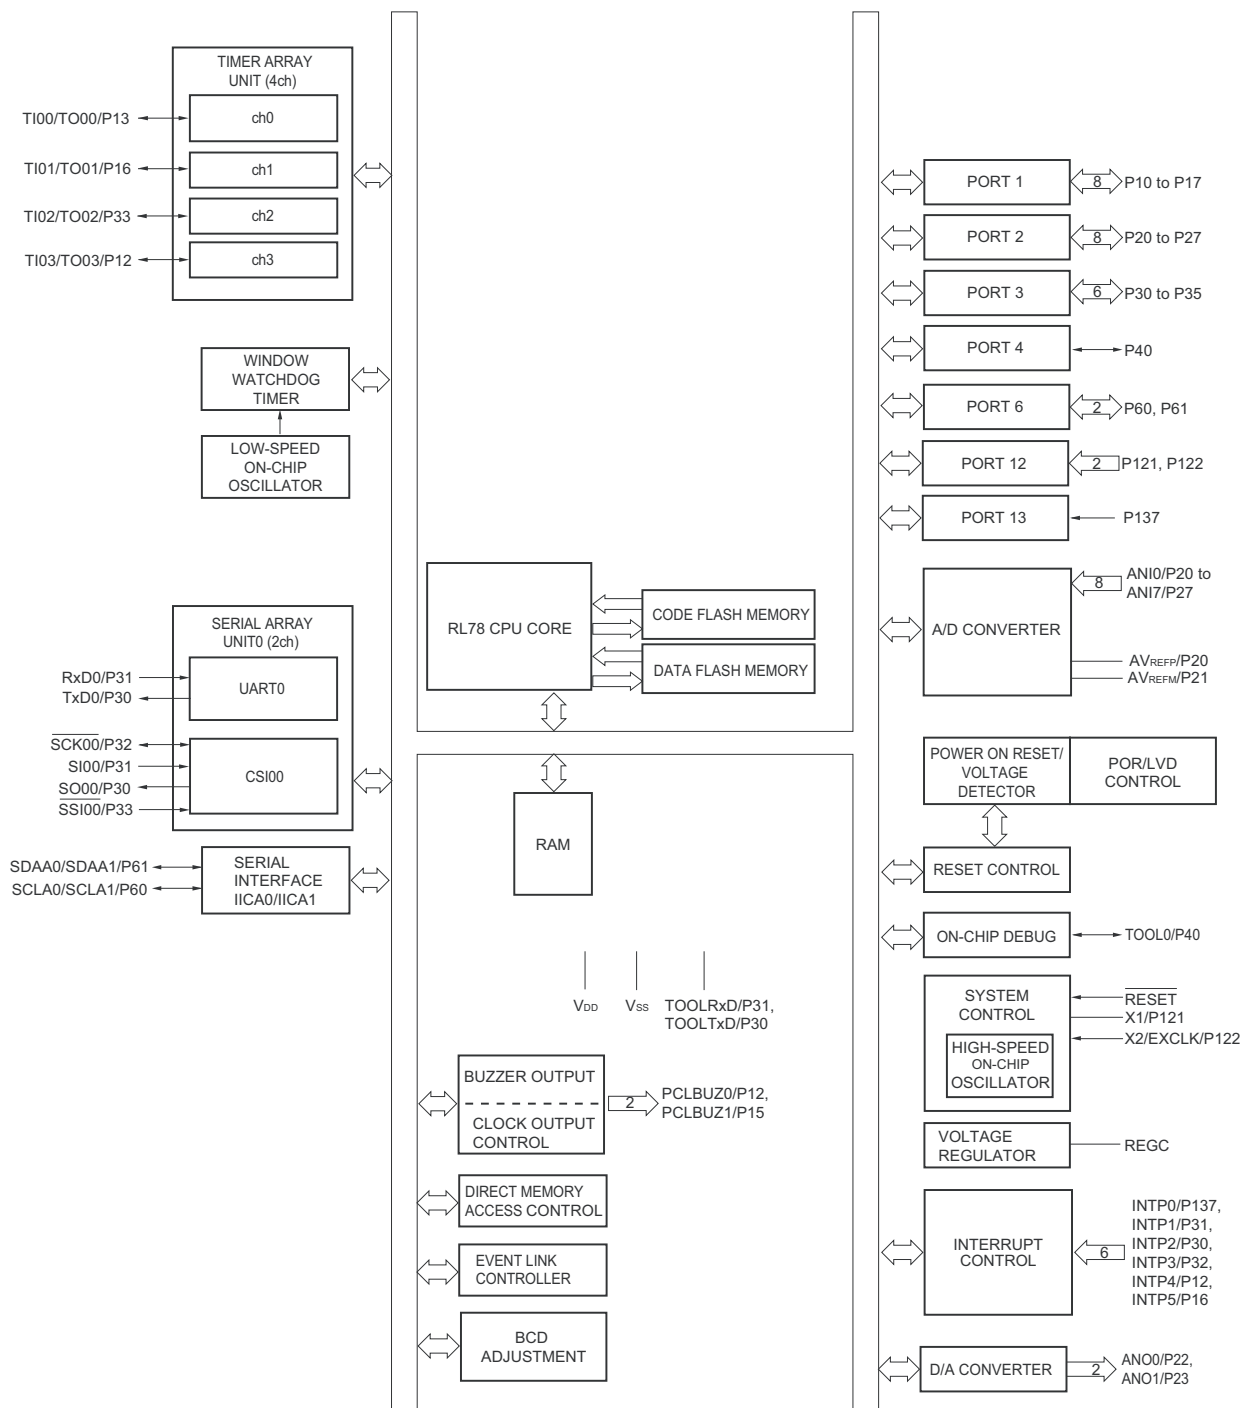 TIMER ARRAY
UNIT (4ch)
ch0
ch1
ch2
ch3
TI00/TO00/P13
TI01/TO01/P16
TI02/TO02/P33
TI03/TO03/P12
WINDOW
WATCHDOG
TIMER
LOW-SPEED
ON-CHIP
OSCILLATOR
SERIAL ARRAY
UNIT0 (2ch)
UART0
CSI00
RxD0/P31
TxD0/P30
SCK00/P32
SI00/P31
SO00/P30
SSI00/P33
SERIAL
INTERFACE
IICA0/IICA1
SDAA0/SDAA1/P61
SCLA0/SCLA1/P60
RL78 CPU CORE
CODE FLASH MEMORY
DATA FLASH MEMORY
RAM
VDD
VSS
TOOLRxD/P31,
TOOLTxD/P30
BUZZER OUTPUT
CLOCK OUTPUT
CONTROL
2
PCLBUZ0/P12,
PCLBUZ1/P15
DIRECT MEMORY
ACCESS CONTROL
EVENT LINK
CONTROLLER
BCD
ADJUSTMENT
PORT 1
8
P10 to P17
PORT 2
8
P20 to P27
PORT 3
6
P30 to P35
PORT 4
P40
PORT 6
2
P60, P61
PORT 12
2
P121, P122
PORT 13
P137
A/D CONVERTER
8
ANI0/P20 to
ANI7/P27
AVREFP/P20
AVREFM/P21
POWER ON RESET/
VOLTAGE
DETECTOR
POR/LVD
CONTROL
RESET CONTROL
ON-CHIP DEBUG
TOOL0/P40
SYSTEM
CONTROL
HIGH-SPEED
ON-CHIP
OSCILLATOR
RESET
X1/P121
X2/EXCLK/P122
VOLTAGE
REGULATOR
REGC
INTERRUPT
CONTROL
6
INTP0/P137,
INTP1/P31,
INTP2/P30,
INTP3/P32,
INTP4/P12,
INTP5/P16
D/A CONVERTER
2
ANO0/P22,
ANO1/P23